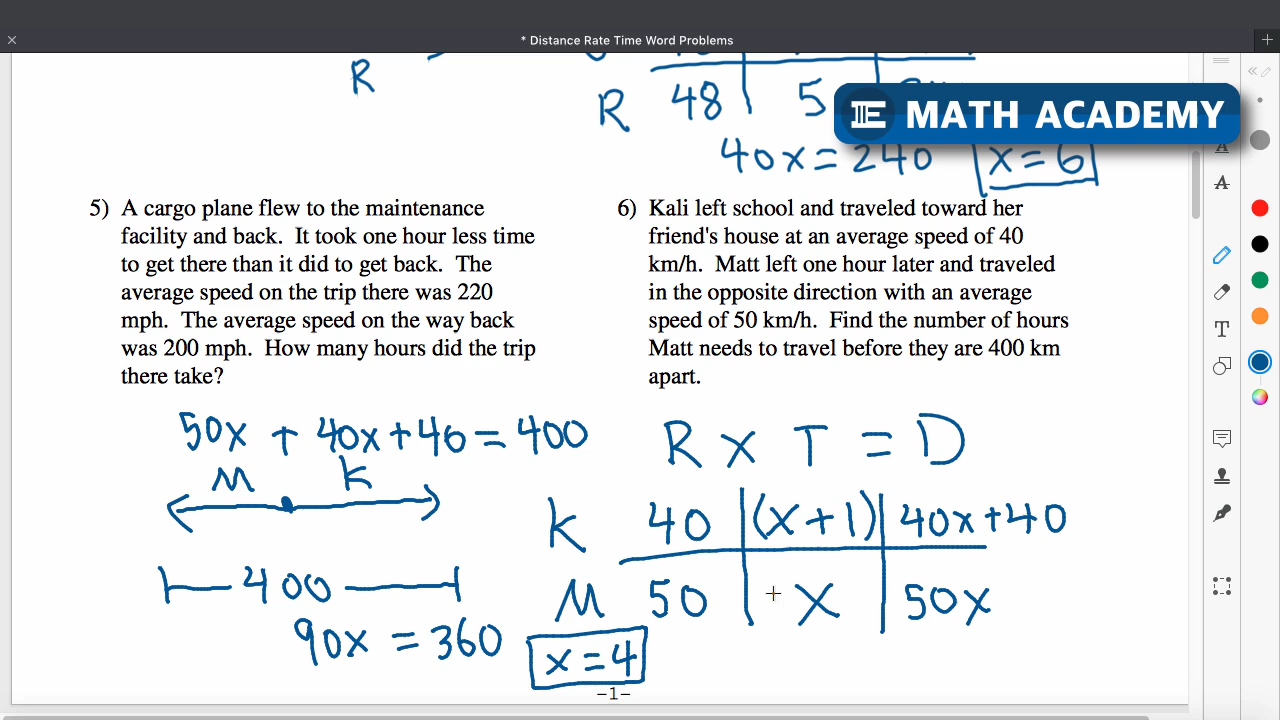 * Distance Rate Time Word Problems
R
R 48 5
MATH ACADEMY
40x = 240 x = 6
5) A cargo plane flew to the maintenance
facility and back. It took one hour less time
to get there than it did to get back. The
average speed on the trip there was 220
mph. The average speed on the way back
was 200 mph. How many hours did the trip
there take?
6) Kali left school and traveled toward her
friend's house at an average speed of 40
km/h. Matt left one hour later and traveled
in the opposite direction with an average
speed of 50 km/h. Find the number of hours
Matt needs to travel before they are 400 km
apart.
50x + 40x + 40 = 400
M K
400
90x = 360
x = 4
R x T = D
K 40 (x + 1) 40x + 40
M 50 x 50x
-1-